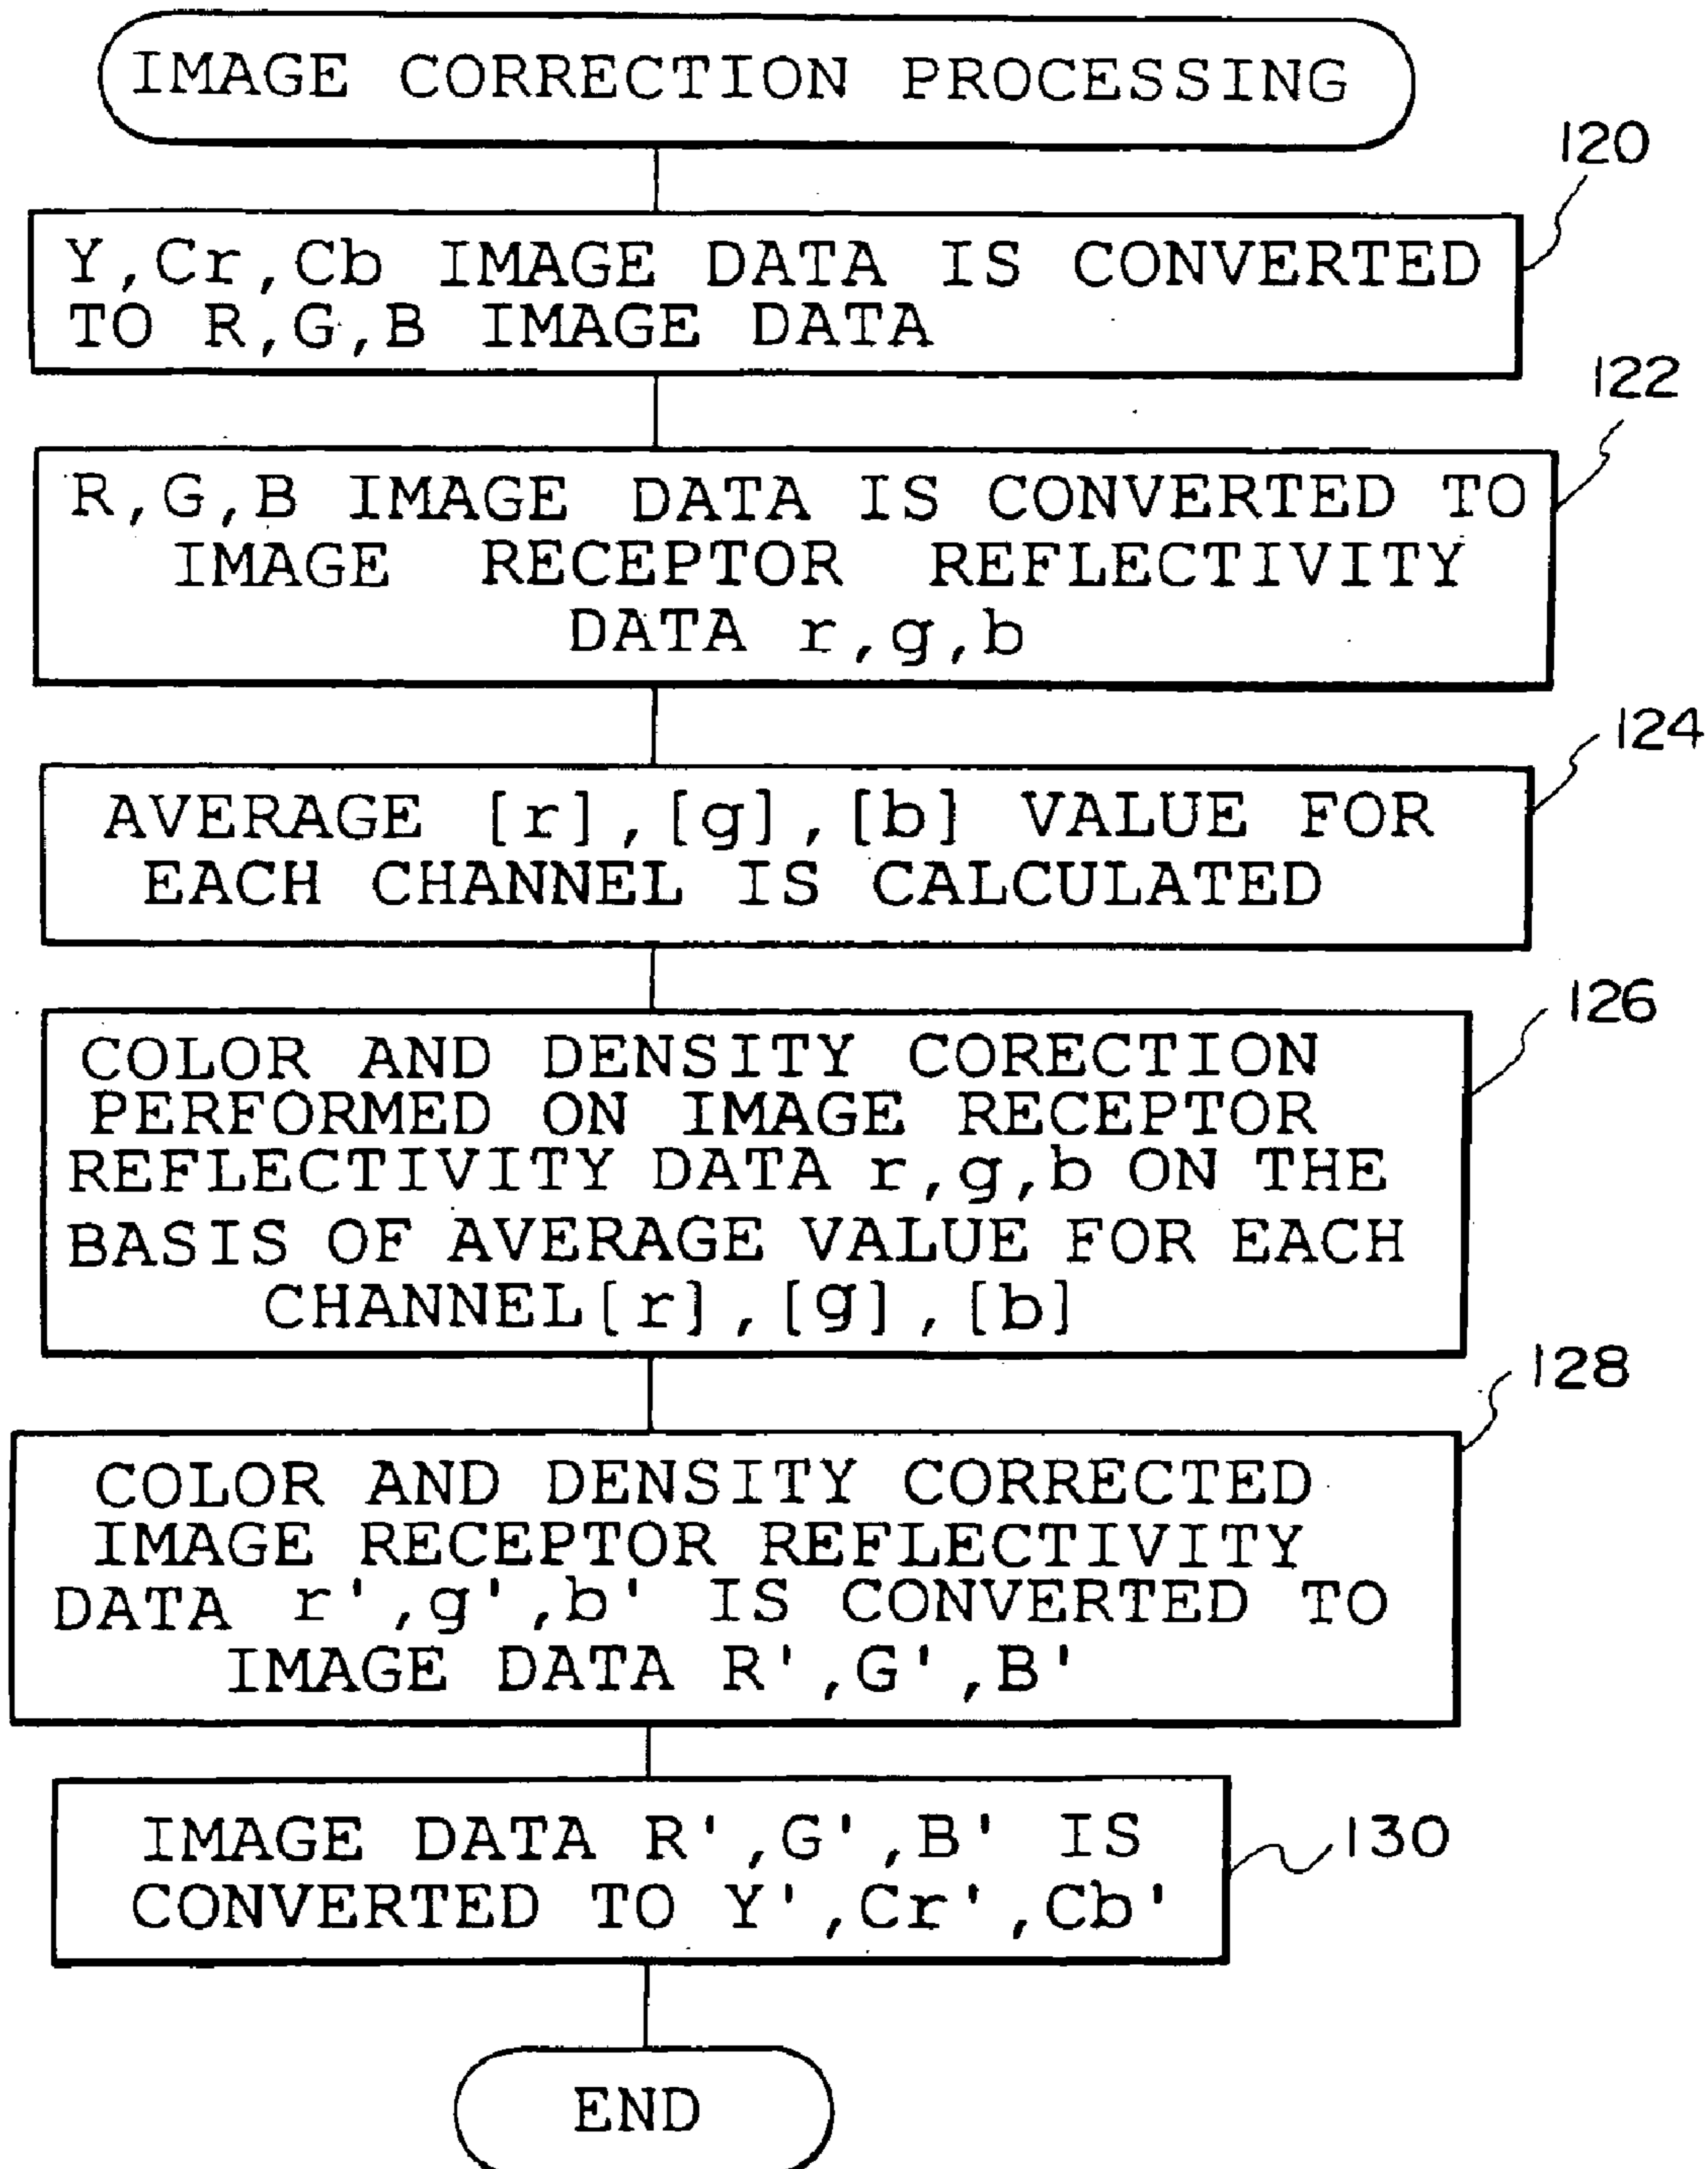 IMAGE CORRECTION PROCESSING
120
Y,Cr,Cb IMAGE DATA IS CONVERTED
TO R,G,B IMAGE DATA
122
R,G,B IMAGE DATA IS CONVERTED TO
IMAGE RECEPTOR REFLECTIVITY
DATA r,g,b
124
AVERAGE [r],[g],[b] VALUE FOR
EACH CHANNEL IS CALCULATED
126
COLOR AND DENSITY CORECTION
PERFORMED ON IMAGE RECEPTOR
REFLECTIVITY DATA r,g,b ON THE
BASIS OF AVERAGE VALUE FOR EACH
CHANNEL[r],[g],[b]
128
COLOR AND DENSITY CORRECTED
IMAGE RECEPTOR REFLECTIVITY
DATA r',g',b' IS CONVERTED TO
IMAGE DATA R',G',B'
130
IMAGE DATA R',G',B' IS
CONVERTED TO Y',Cr',Cb'
END